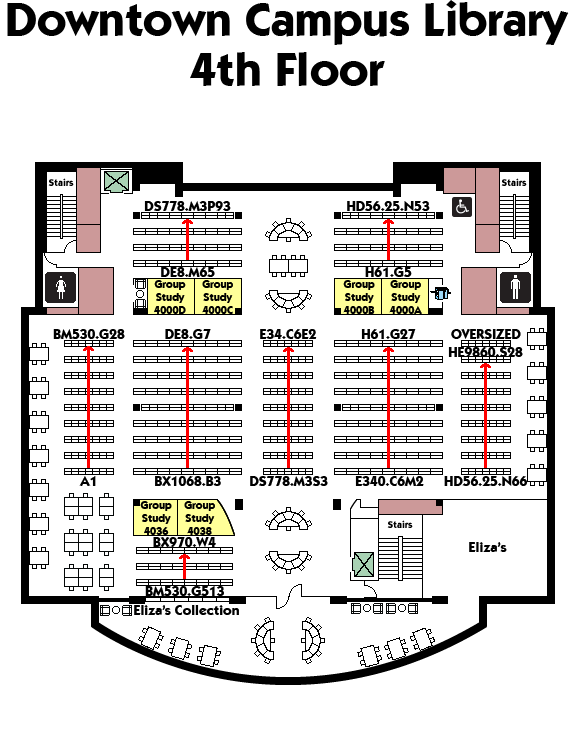 Downtown Campus Library
4th Floor
Stairs
Stairs
DS778.M3P93
HD56.25.N53
DE8.M65
H61.G5
Group
Study
4000D
Group
Study
4000C
Group
Study
4000B
Group
Study
4000A
BM530.G28
DE8.G7
E34.C6E2
H61.G27
OVERSIZED
HE9860.S28
A1
BX1068.B3
DS778.M3S3
E340.C6M2
HD56.25.N66
Group
Study
4036
Group
Study
4038
Stairs
Eliza's
BX970.W4
BM530.G513
Eliza's Collection